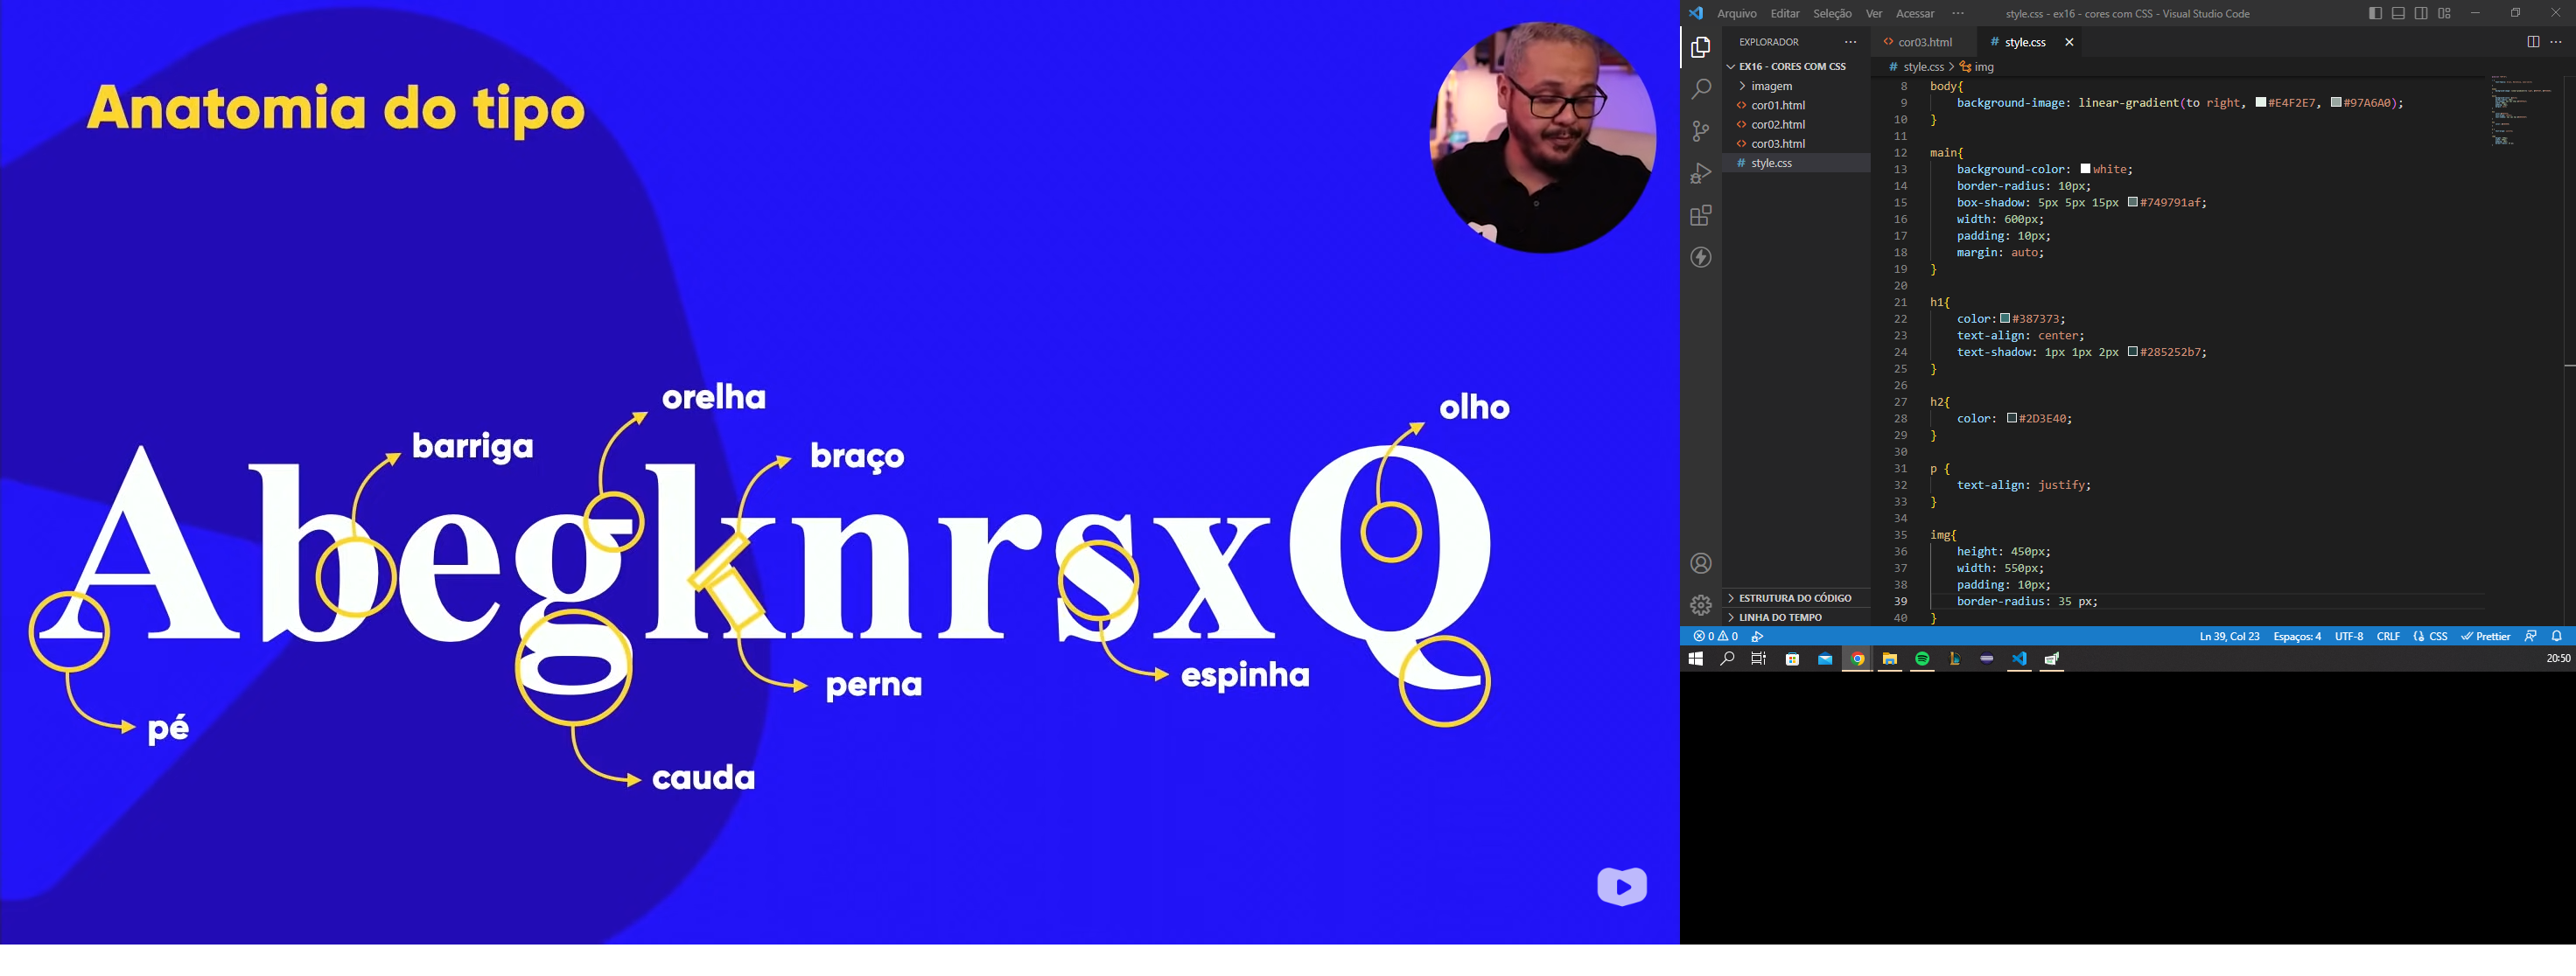 Anatomia do tipo
orelha
olho
barriga
braço
AbegknrsxQ
espinha
perna
pé
cauda
Arquivo Editar Seleção Ver Acessar ··· style.css - ex16 - cores com CSS - Visual Studio Code
EXPLORADOR ···
cor03.html
# style.css
EX16 - CORES COM CSS
# style.css > img
imagem
cor01.html
cor02.html
cor03.html
# style.css
8 body{
9 background-image: linear-gradient(to right, #E4F2E7, #97A6A0);
10 }
11
12 main{
13 background-color: white;
14 border-radius: 10px;
15 box-shadow: 5px 5px 15px #749791af;
16 width: 600px;
17 padding: 10px;
18 margin: auto;
19 }
20
21 h1{
22 color: #387373;
23 text-align: center;
24 text-shadow: 1px 1px 2px #285252b7;
25 }
26
27 h2{
28 color: #2D3E40;
29 }
30
31 p {
32 text-align: justify;
33 }
34
35 img{
36 height: 450px;
37 width: 550px;
38 padding: 10px;
39 border-radius: 35 px;
40 }
ESTRUTURA DO CÓDIGO
LINHA DO TEMPO
0 0 Ln 39, Col 23 Espaços: 4 UTF-8 CRLF CSS Prettier
20:50